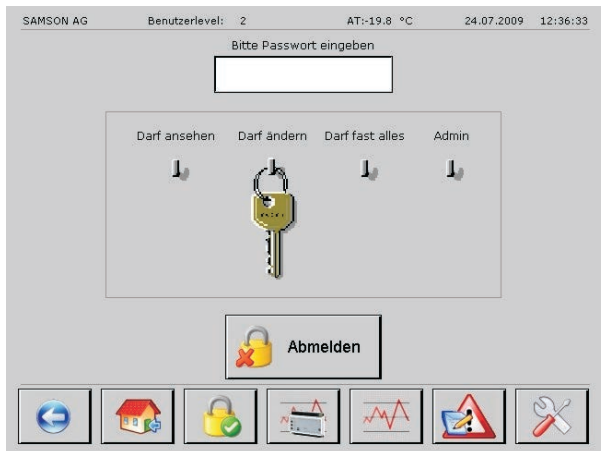 SAMSON AG Benutzerlevel: 2 AT:-19.8 °C 24.07.2009 12:36:33
Bitte Passwort eingeben
Darf ansehen Darf ändern Darf fast alles Admin
Abmelden